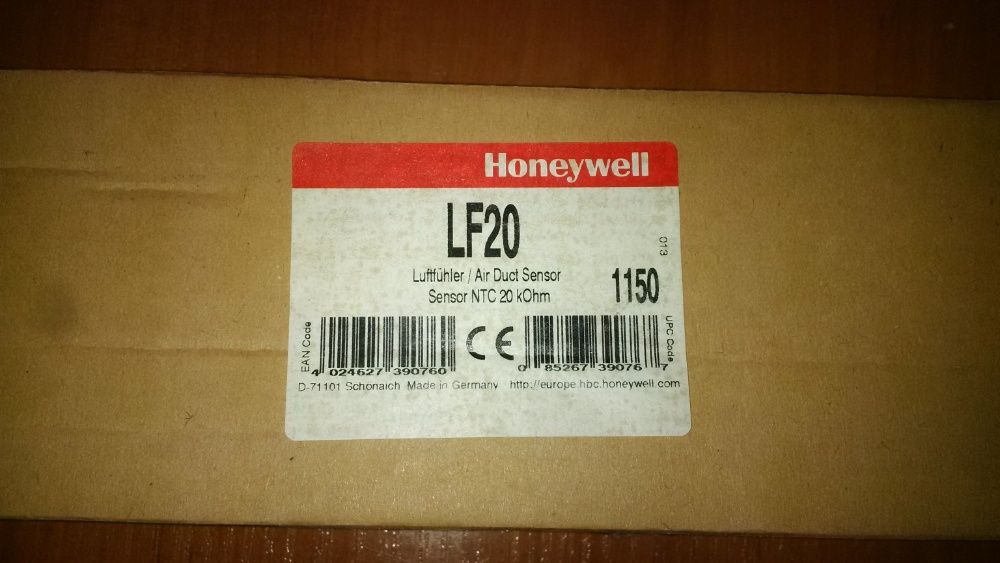 Honeywell
LF20
013
Luftfühler / Air Duct Sensor
Sensor NTC 20 kOhm
1150
EAN Code
4 024627 390760
CE
0 85267 39076 7
UPC Code
D-71101 Schönaich Made in Germany http://europe.hbc.honeywell.com